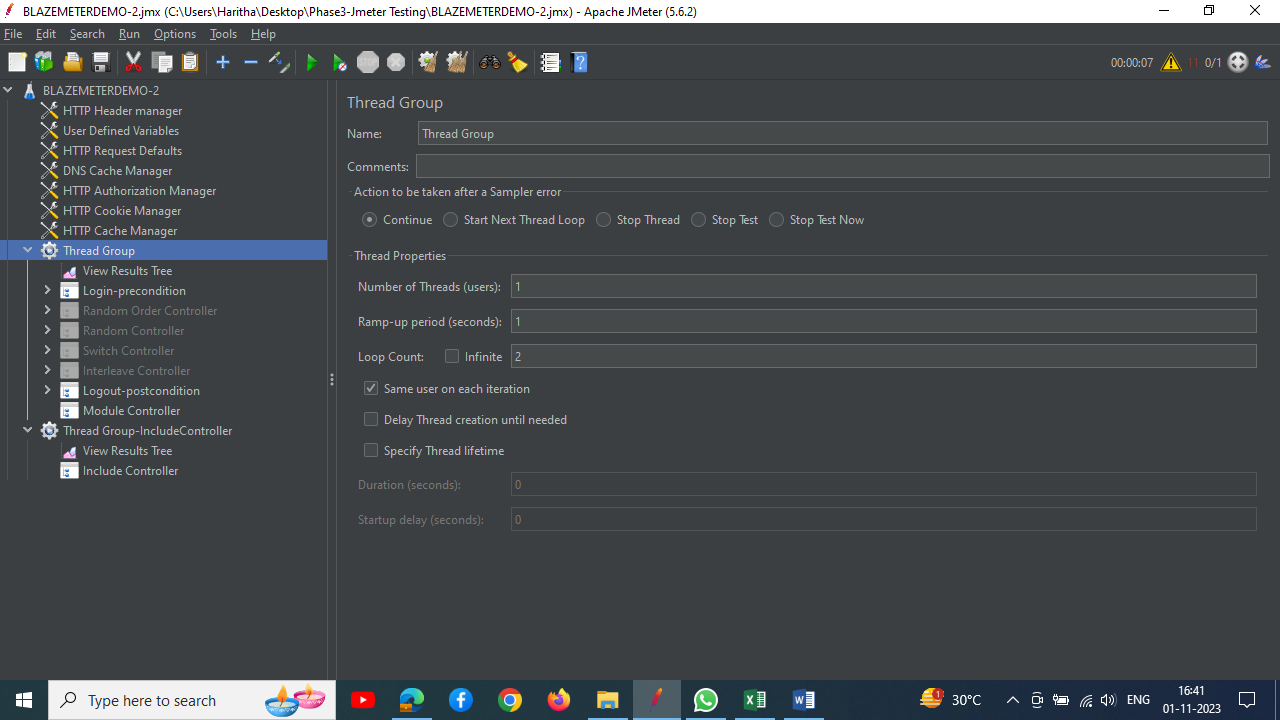 BLAZEMETERDEMO-2.jmx (C:\Users\Haritha\Desktop\Phase3-Jmeter Testing\BLAZEMETERDEMO-2.jmx) - Apache JMeter (5.6.2)
File Edit Search Run Options Tools Help
STOP 00:00:07 11 0/1
BLAZEMETERDEMO-2
HTTP Header manager
User Defined Variables
HTTP Request Defaults
DNS Cache Manager
HTTP Authorization Manager
HTTP Cookie Manager
HTTP Cache Manager
Thread Group
View Results Tree
Login-precondition
Random Order Controller
Random Controller
Switch Controller
Interleave Controller
Logout-postcondition
Module Controller
Thread Group-IncludeController
View Results Tree
Include Controller
Thread Group
Name: Thread Group
Comments:
Action to be taken after a Sampler error
Continue Start Next Thread Loop Stop Thread Stop Test Stop Test Now
Thread Properties
Number of Threads (users): 1
Ramp-up period (seconds): 1
Loop Count: Infinite 2
Same user on each iteration
Delay Thread creation until needed
Specify Thread lifetime
Duration (seconds): 0
Startup delay (seconds): 0
Type here to search
1 30°C ENG
16:41
01-11-2023